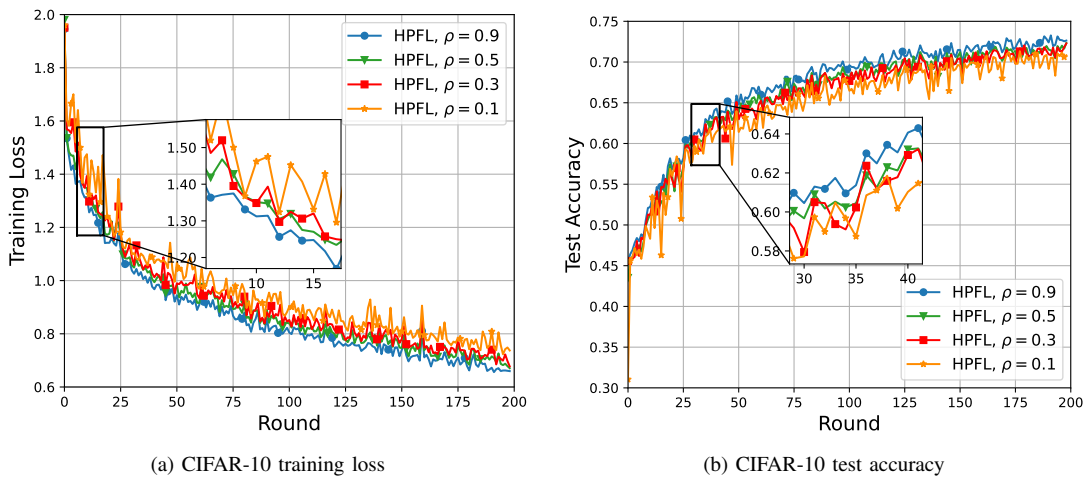 2.0
1.8
1.6
1.4
1.2
1.0
0.8
0.6
Training Loss
HPFL, ρ = 0.9
HPFL, ρ = 0.5
HPFL, ρ = 0.3
HPFL, ρ = 0.1
1.50
1.40
1.30
1.20
10 15
0 25 50 75 100 125 150 175 200
Round
(a) CIFAR-10 training loss
0.75
0.70
0.65
0.60
0.55
0.50
0.45
0.40
0.35
0.30
Test Accuracy
0.64
0.62
0.60
0.58
30 35 40
HPFL, ρ = 0.9
HPFL, ρ = 0.5
HPFL, ρ = 0.3
HPFL, ρ = 0.1
0 25 50 75 100 125 150 175 200
Round
(b) CIFAR-10 test accuracy